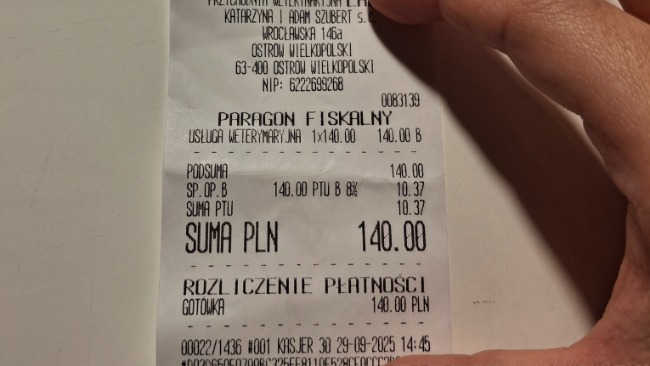 PRZYCHODNIA WETERYNARYJNA
KATARZYNA I ADAM SZUBERT s.c.
WROCŁAWSKA 146a
OSTRÓW WIELKOPOLSKI
63-400 OSTRÓW WIELKOPOLSKI
NIP: 6222699268
0083139
PARAGON FISKALNY
USŁUGA WETERYMARYJNA 1x140.00 140.00 B
PODSUMA 140.00
SP.OP.B 140.00 PTU B 8% 10.37
SUMA PTU 10.37
SUMA PLN 140.00
ROZLICZENIE PŁATNOŚCI
GOTÓWKA 140.00 PLN
00022/1436 #001 KASJER 30 29-09-2025 14:45